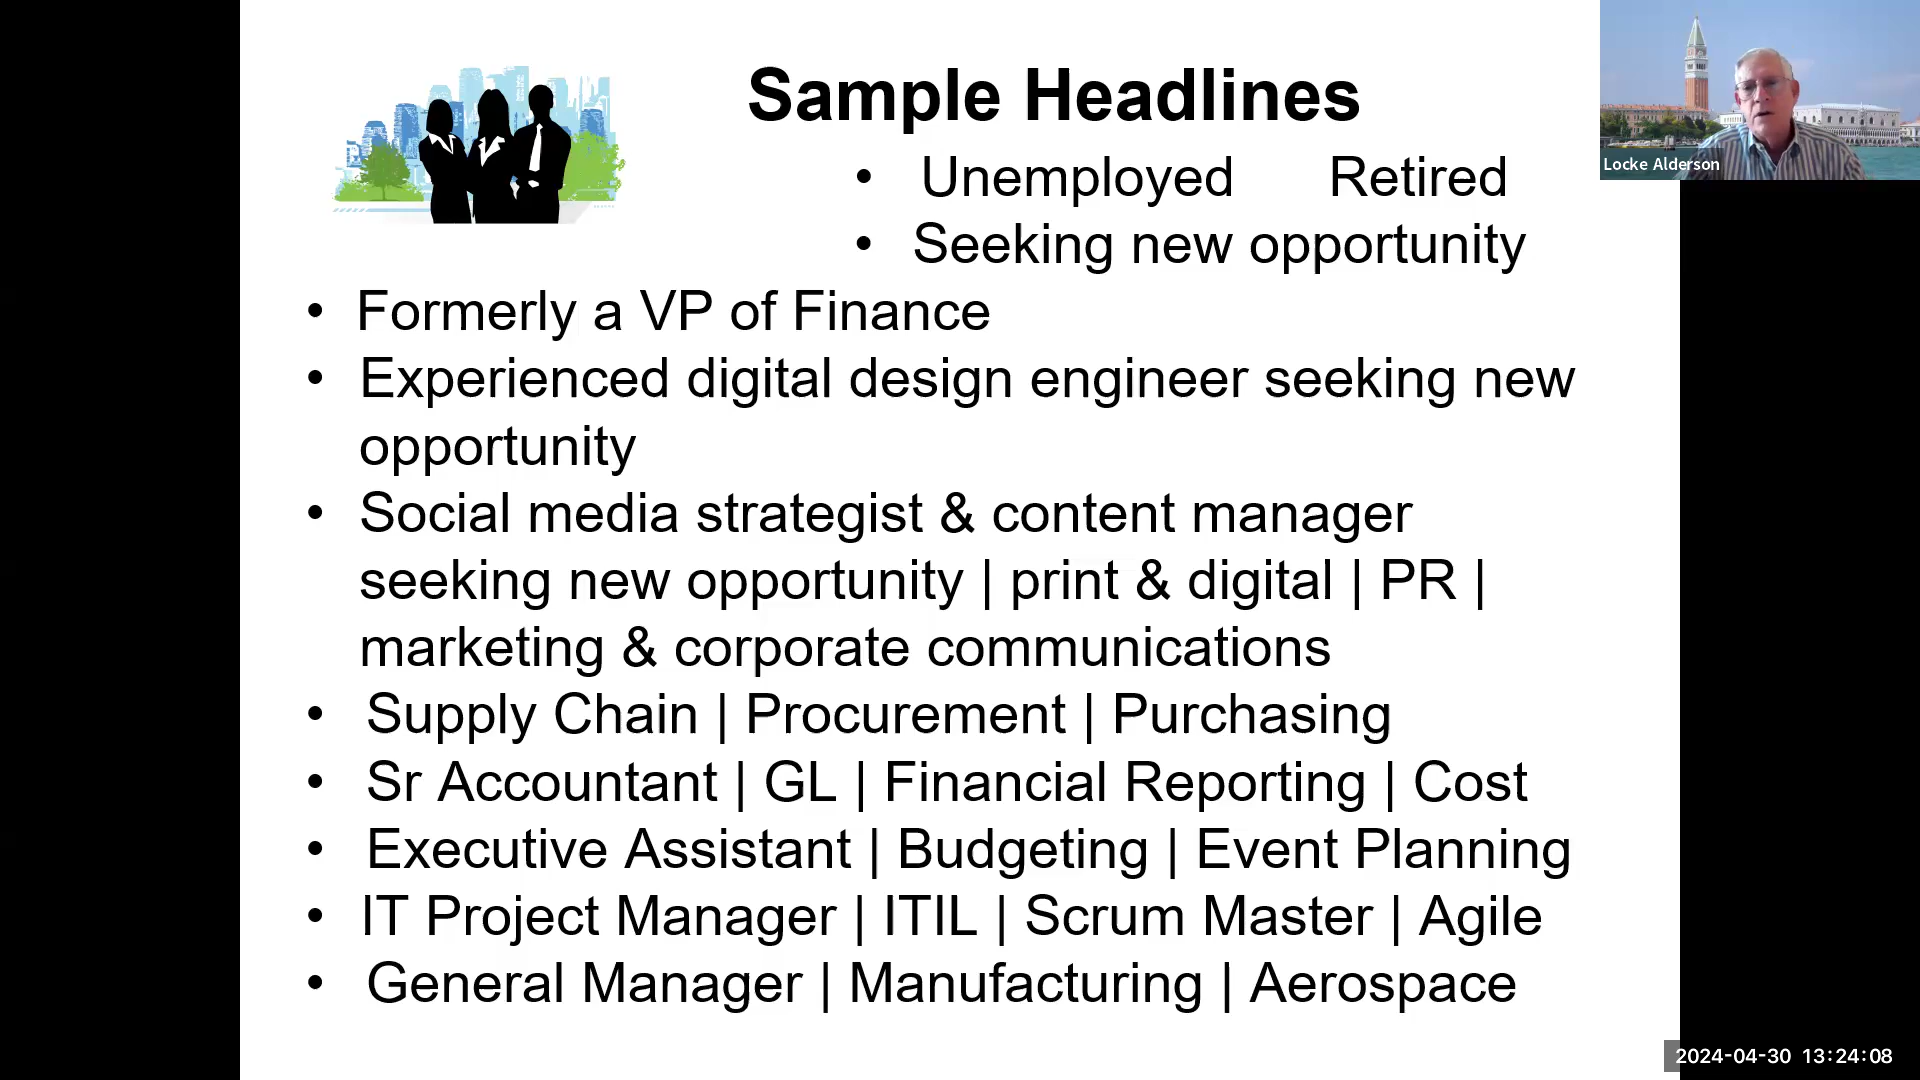 Sample Headlines
• Unemployed Retired
• Seeking new opportunity
• Formerly a VP of Finance
• Experienced digital design engineer seeking new
opportunity
• Social media strategist & content manager
seeking new opportunity | print & digital | PR |
marketing & corporate communications
• Supply Chain | Procurement | Purchasing
• Sr Accountant | GL | Financial Reporting | Cost
• Executive Assistant | Budgeting | Event Planning
• IT Project Manager | ITIL | Scrum Master | Agile
• General Manager | Manufacturing | Aerospace
Locke Alderson
2024-04-30 13:24:08